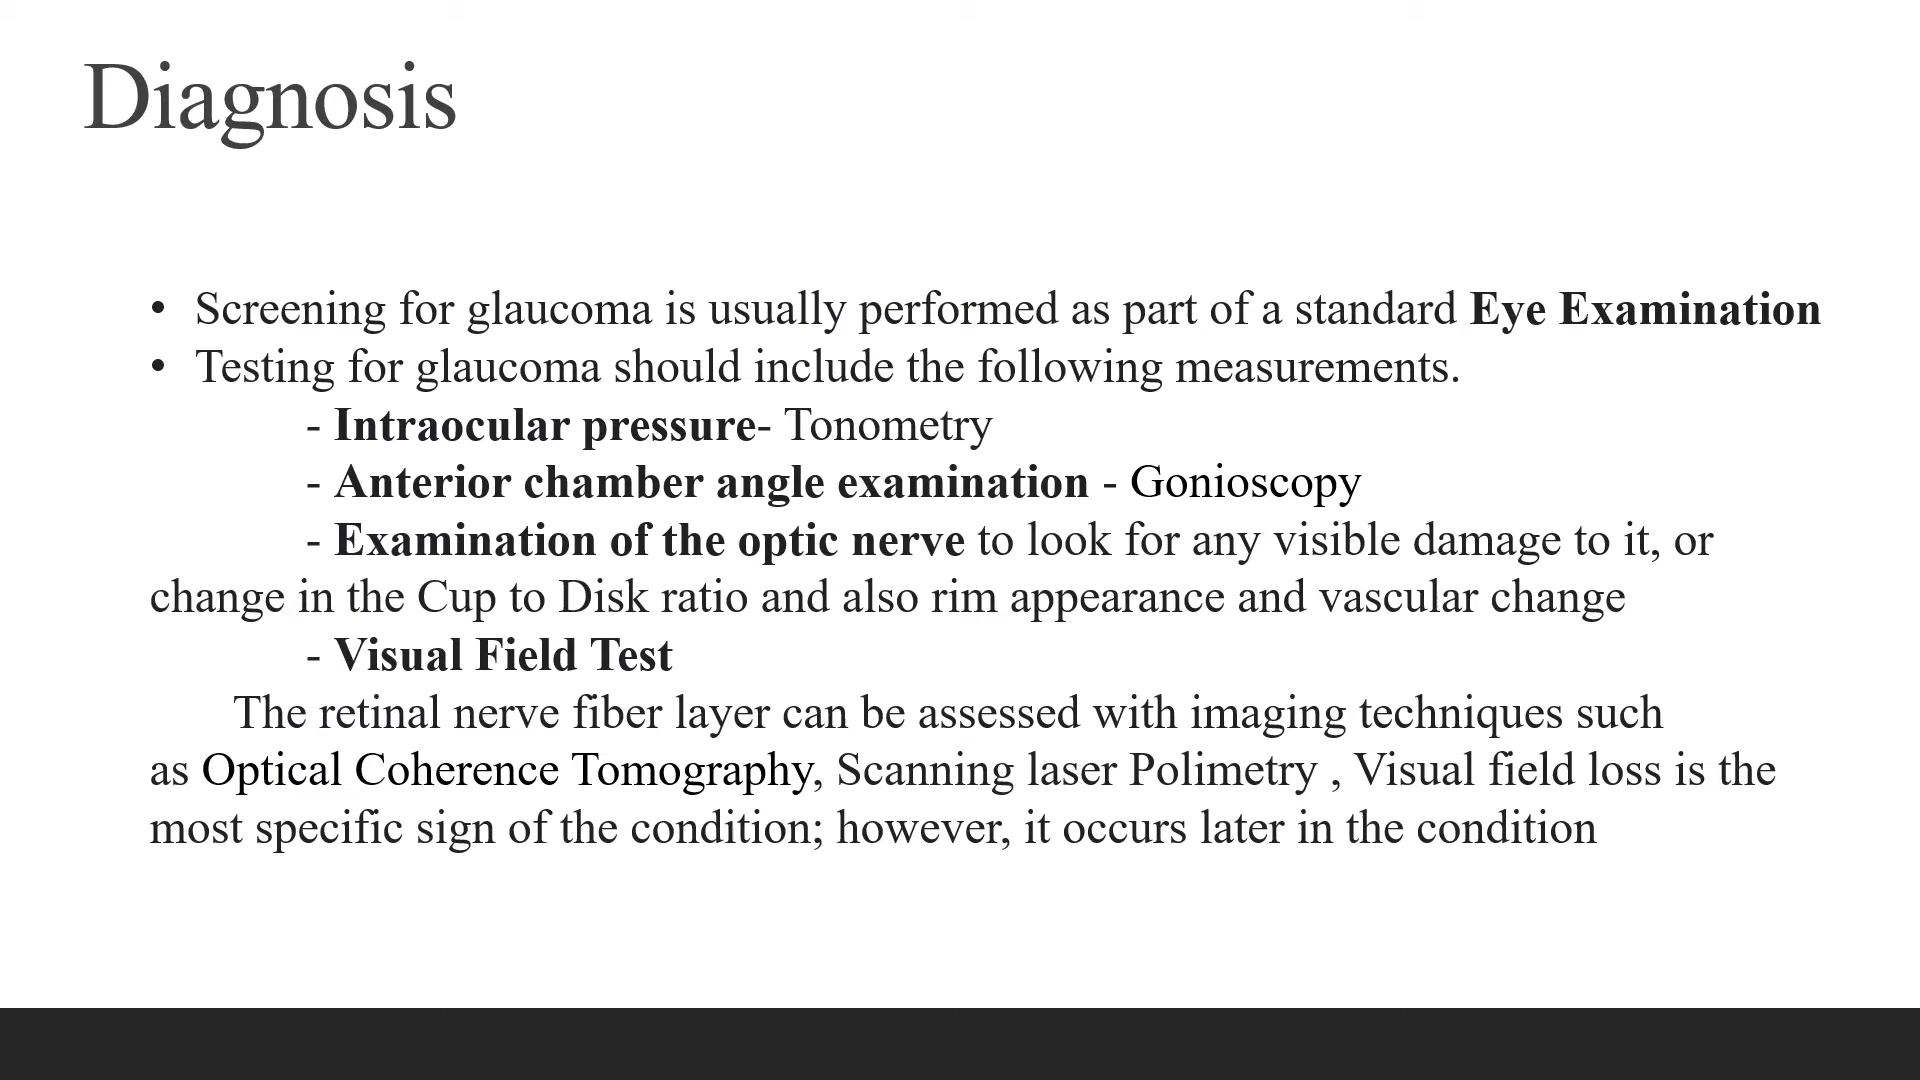 Diagnosis
• Screening for glaucoma is usually performed as part of a standard Eye Examination
• Testing for glaucoma should include the following measurements.
- Intraocular pressure- Tonometry
- Anterior chamber angle examination - Gonioscopy
- Examination of the optic nerve to look for any visible damage to it, or
change in the Cup to Disk ratio and also rim appearance and vascular change
- Visual Field Test
The retinal nerve fiber layer can be assessed with imaging techniques such
as Optical Coherence Tomography, Scanning laser Polimetry , Visual field loss is the
most specific sign of the condition; however, it occurs later in the condition